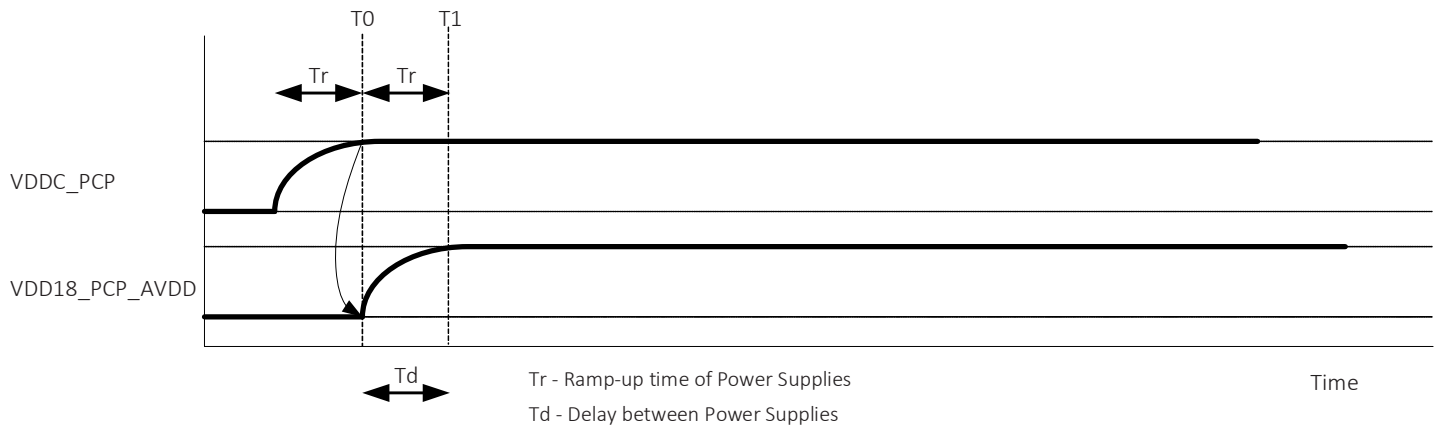 T0 T1
Tr Tr
VDDC_PCP
VDD18_PCP_AVDD
Td
Tr - Ramp-up time of Power Supplies
Time
Td - Delay between Power Supplies